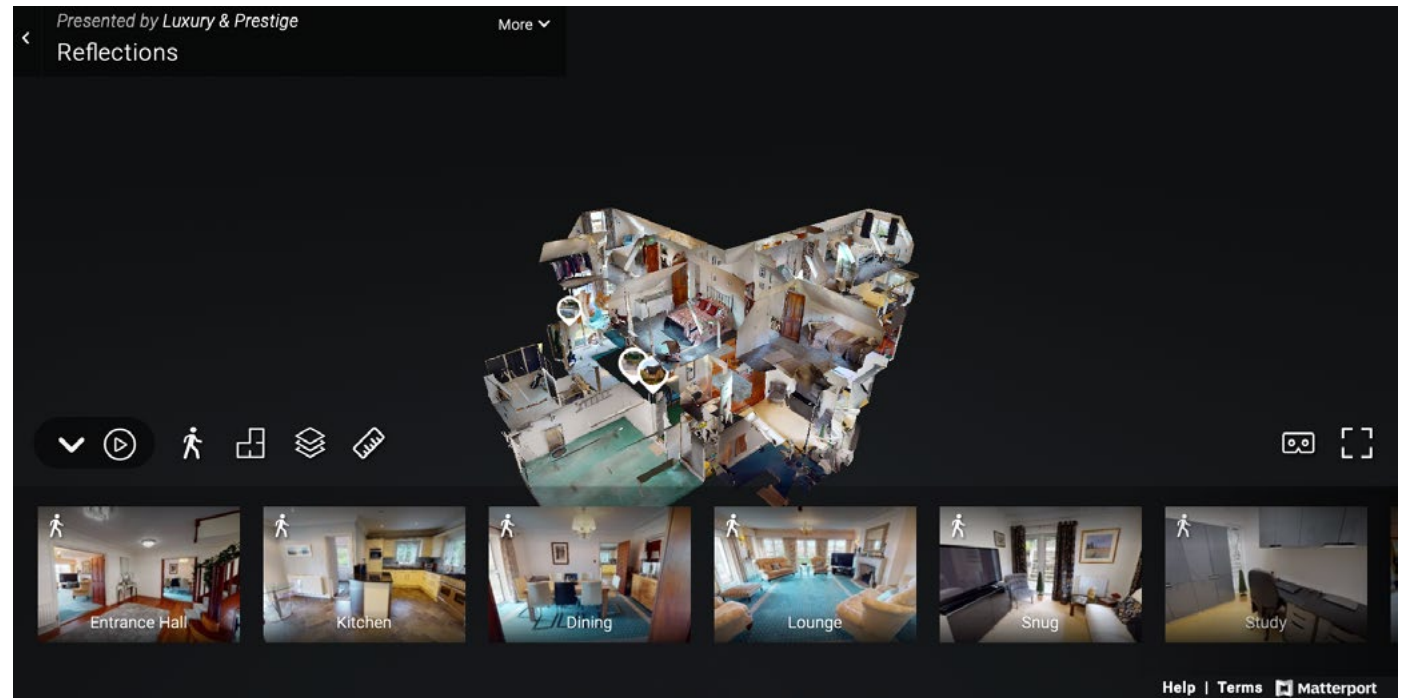 Presented by Luxury & Prestige
More
Reflections
Entrance Hall
Kitchen
Dining
Lounge
Snug
Study
Help | Terms Matterport